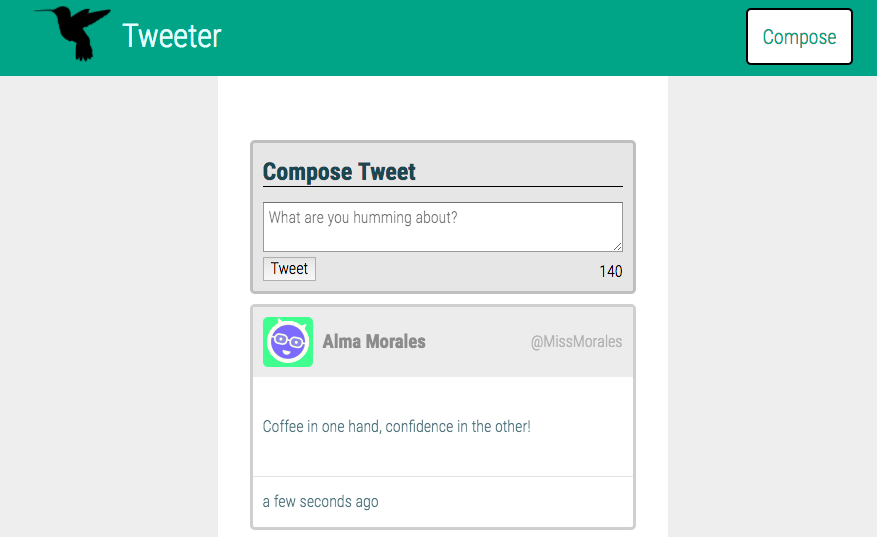 Tweeter
Compose
Compose Tweet
What are you humming about?
Tweet 140
Alma Morales @MissMorales
Coffee in one hand, confidence in the other!
a few seconds ago